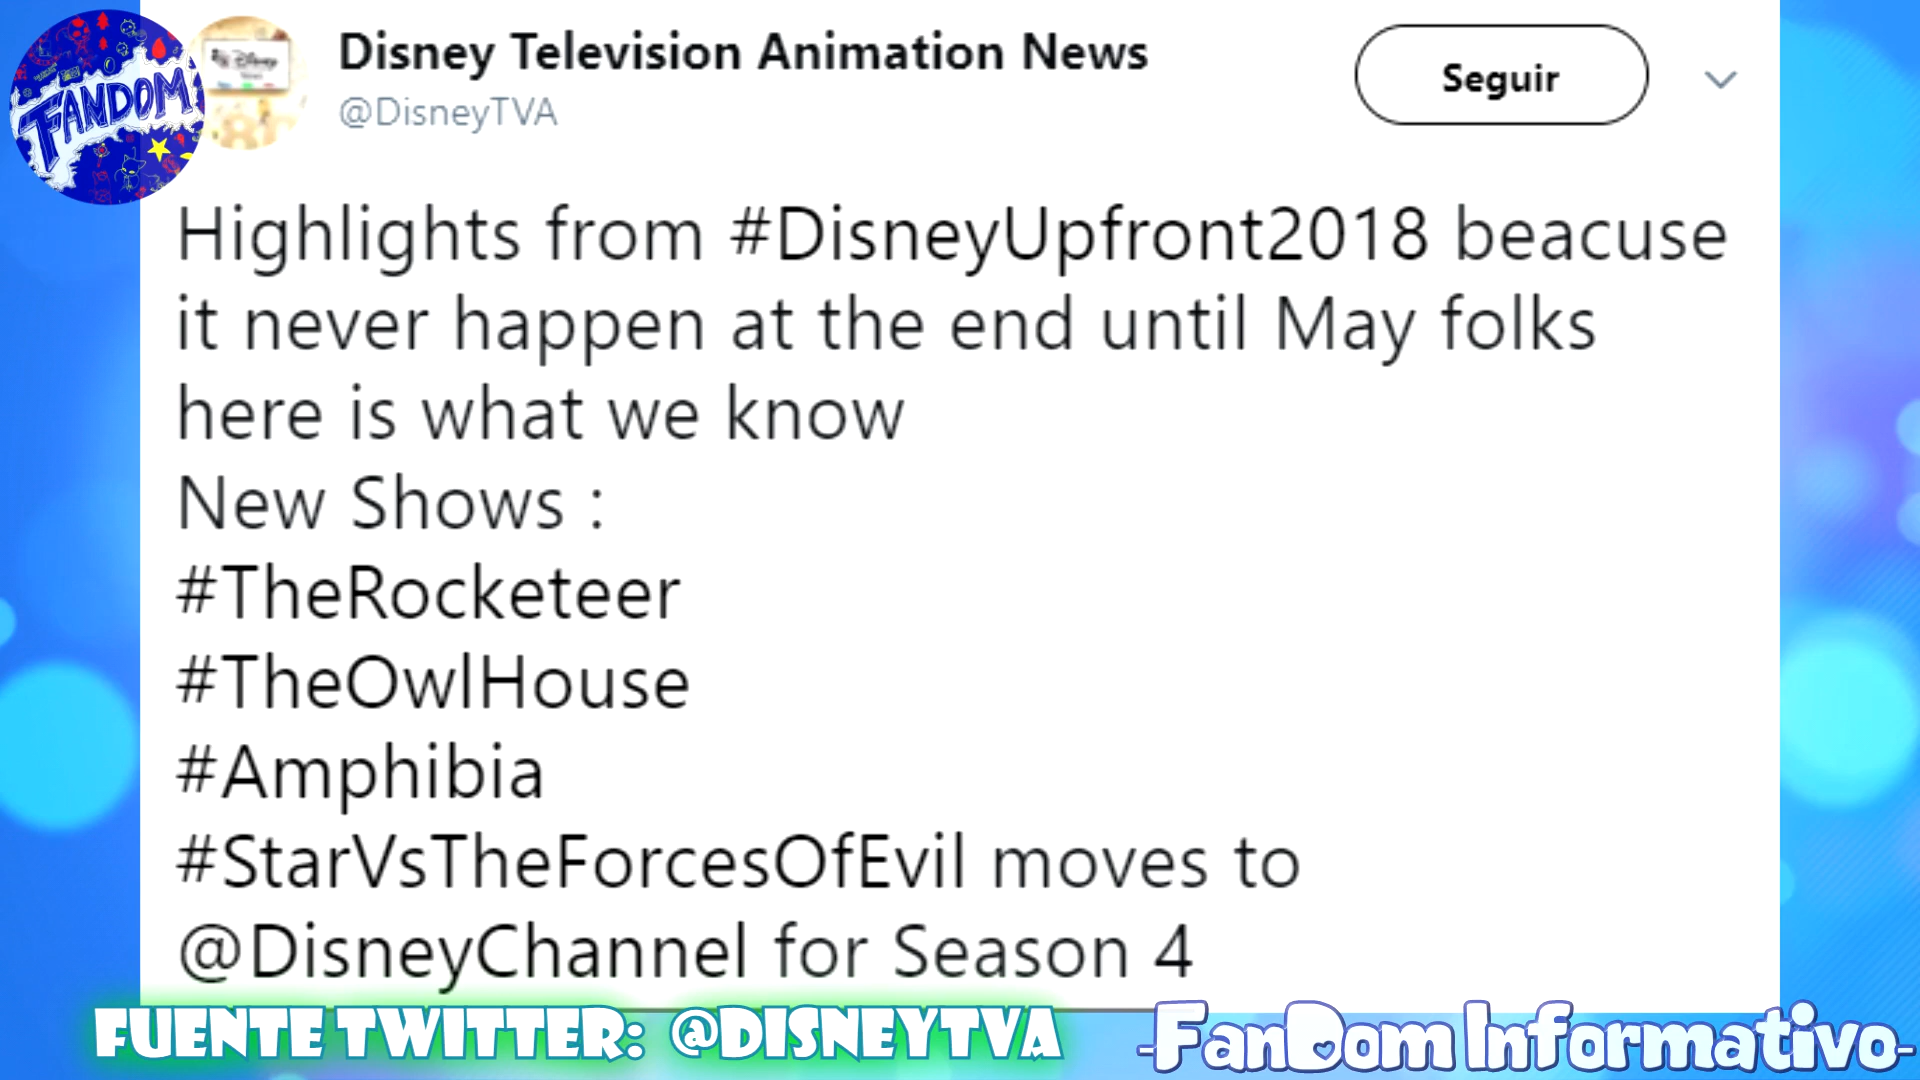 FANDOM
Disney Television Animation News
@DisneyTVA
Seguir
Highlights from #DisneyUpfront2018 beacuse
it never happen at the end until May folks
here is what we know
New Shows :
#TheRocketeer
#TheOwlHouse
#Amphibia
#StarVsTheForcesOfEvil moves to
@DisneyChannel for Season 4
FUENTE TWITTER: @DISNEYTVA
-FanDom Informativo-